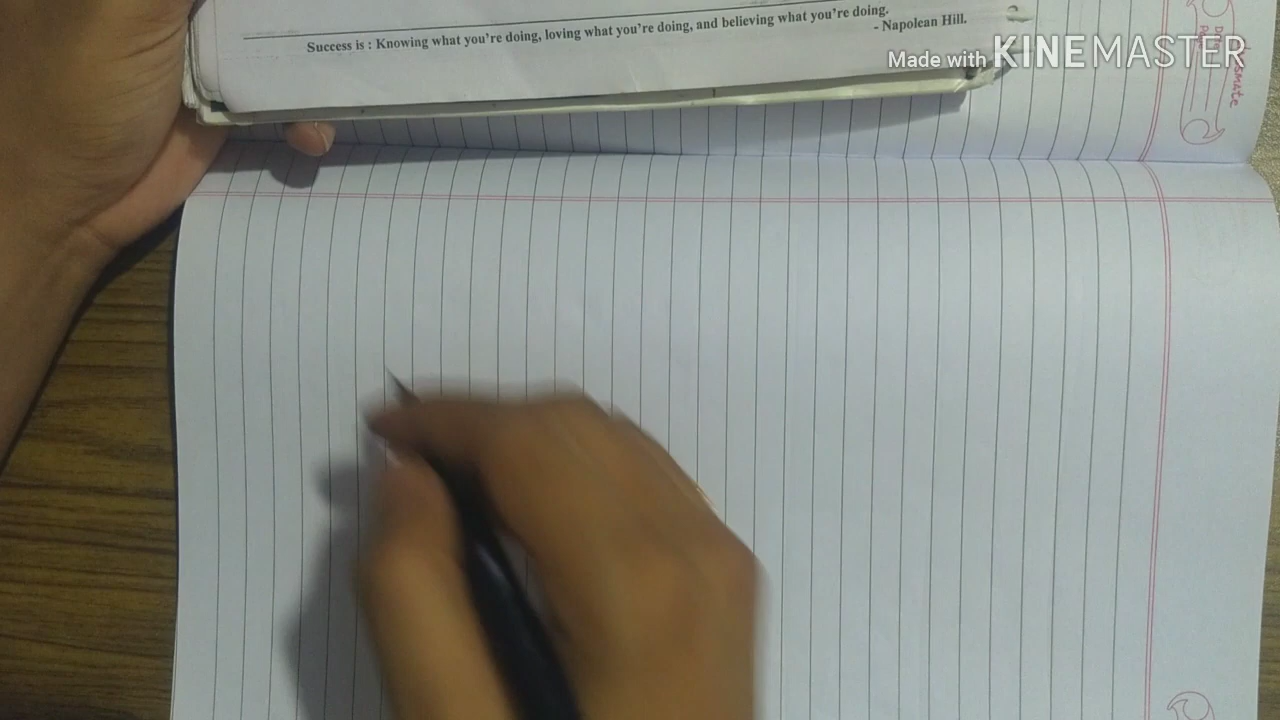 Success is : Knowing what you're doing, loving what you're doing, and believing what you're doing.
- Napolean Hill.
Made with KINEMASTER